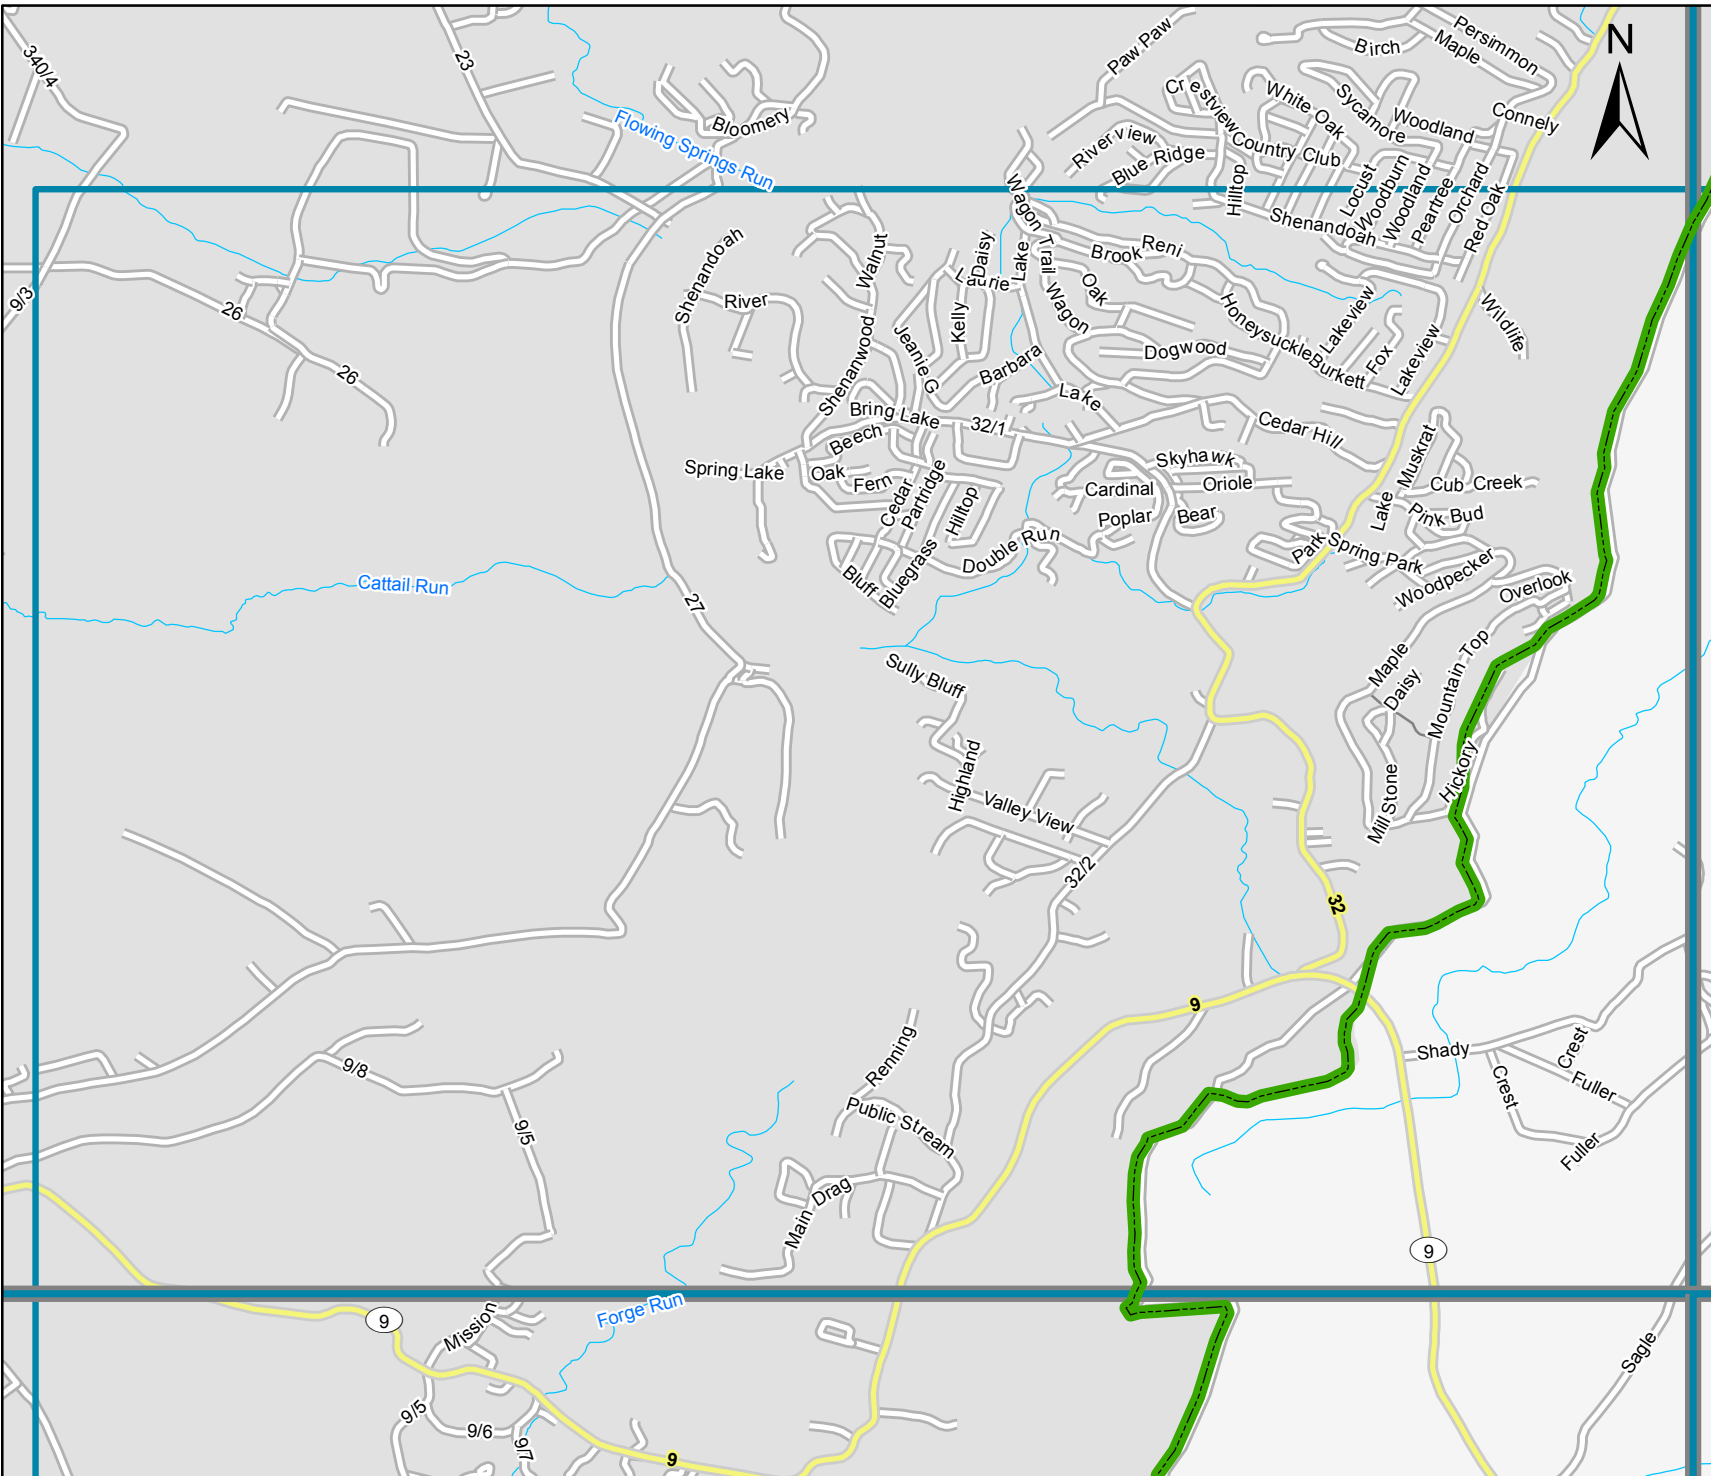 N
340/4
23
Paw Paw
Birch
Persimmon
Maple
Crestview
White Oak
Sycamore
Woodland
Connely
Bloomery
Flowing Springs Run
Riverview
Blue Ridge
Country Club
Hilltop
Locust
Woodburn
Woodland
Peartree
Orchard
Red Oak
Shenandoah
Wagon Trail
Brook
Reni
Lake
Daisy
Laurie
Walnut
Shenandoah
River
9/3
26
26
Oak
Wagon
Honeysuckle
Lakeview
Wildlife
Kelly
Jeanie G
Shenanwood
Barbara
Dogwood
Burkett
Fox
Lakeview
Lake
Bring Lake
32/1
Cedar Hill
Beech
Muskrat
Spring Lake
Oak
Fern
Cedar
Partridge
Hilltop
Skyhawk
Cardinal
Oriole
Cub Creek
Lake
Pink Bud
Poplar
Bear
Double Run
Park
Spring Park
Bluff
Bluegrass
Woodpecker
Overlook
Cattail Run
27
Sully Bluff
Maple
Daisy
Mountain Top
Highland
Valley View
Hickory
Mill Stone
32/2
32
9
Renning
Shady
Crest
Fuller
Crest
Fuller
9/8
9/5
Public Stream
Main Drag
9
Forge Run
9
Mission
Sagle
9/5
9/6
9/7
9